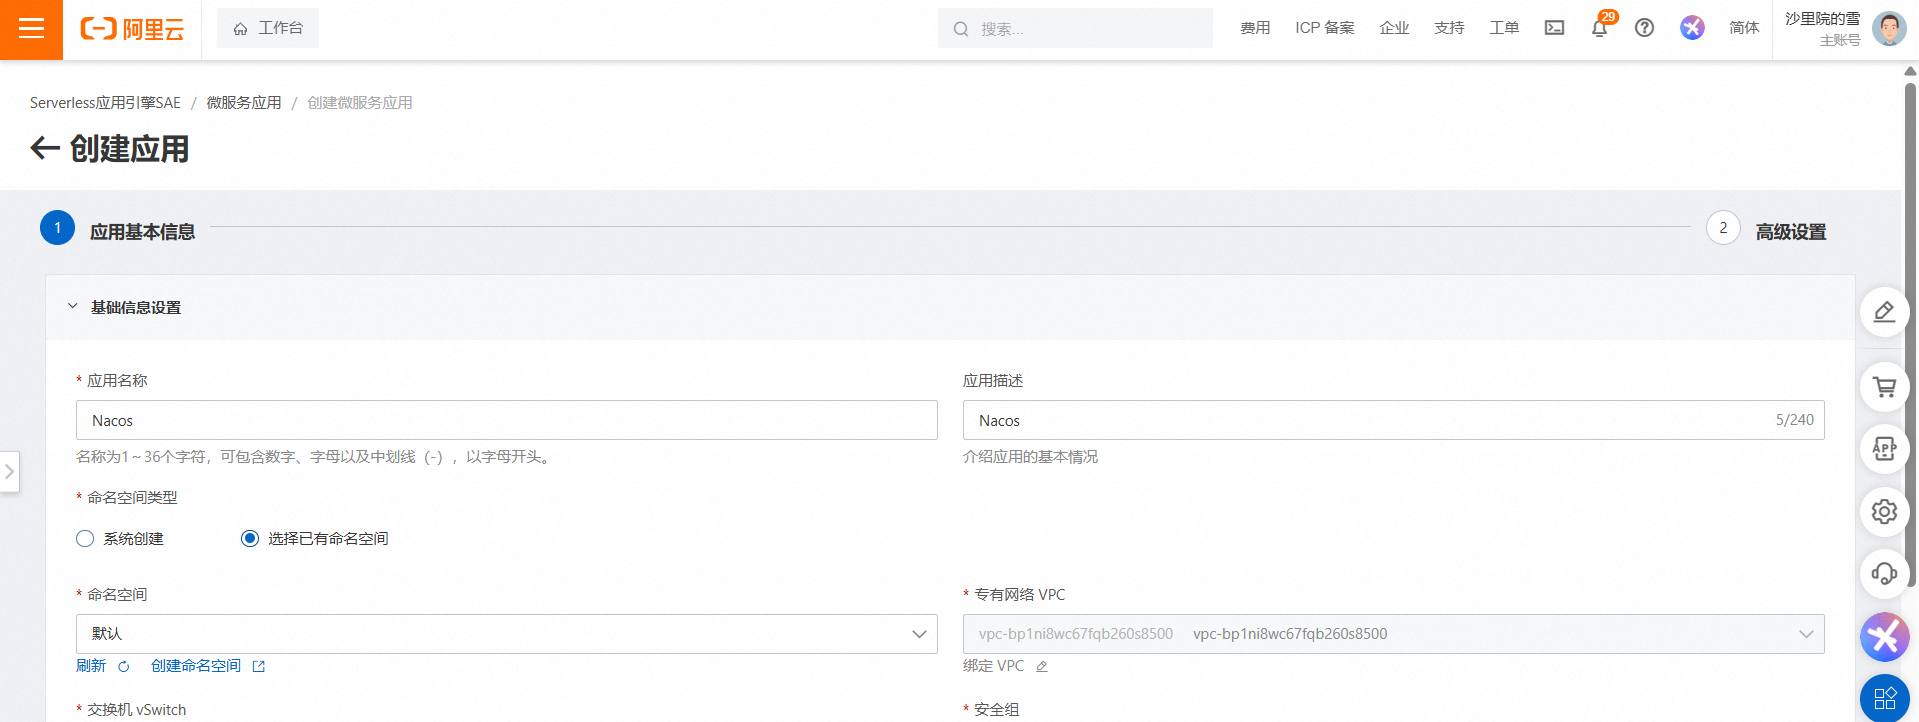 阿里云
工作台
搜索...
费用
ICP 备案
企业
支持
工单
29
简体
沙里院的雪
主账号
Serverless应用引擎SAE / 微服务应用 / 创建微服务应用
创建应用
1 应用基本信息
2 高级设置
基础信息设置
* 应用名称
Nacos
名称为1～36个字符，可包含数字、字母以及中划线（-），以字母开头。
应用描述
Nacos 5/240
介绍应用的基本情况
* 命名空间类型
系统创建
选择已有命名空间
* 命名空间
默认
刷新
创建命名空间
* 专有网络 VPC
vpc-bp1ni8wc67fqb260s8500 vpc-bp1ni8wc67fqb260s8500
绑定 VPC
* 交换机 vSwitch
* 安全组
APP